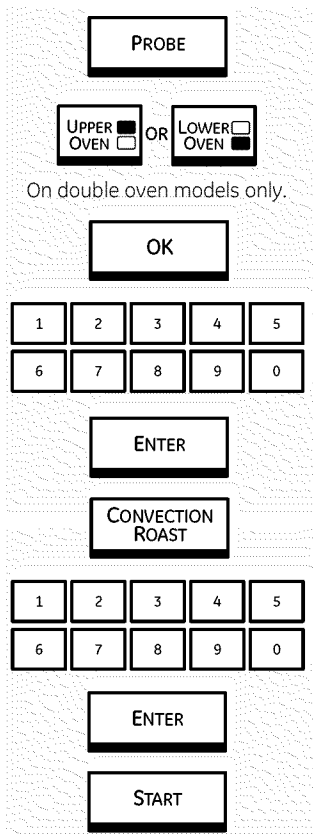 PROBE
UPPER OVEN OR LOWER OVEN
On double oven models only.
OK
1 2 3 4 5
6 7 8 9 0
ENTER
CONVECTION
ROAST
1 2 3 4 5
6 7 8 9 0
ENTER
START